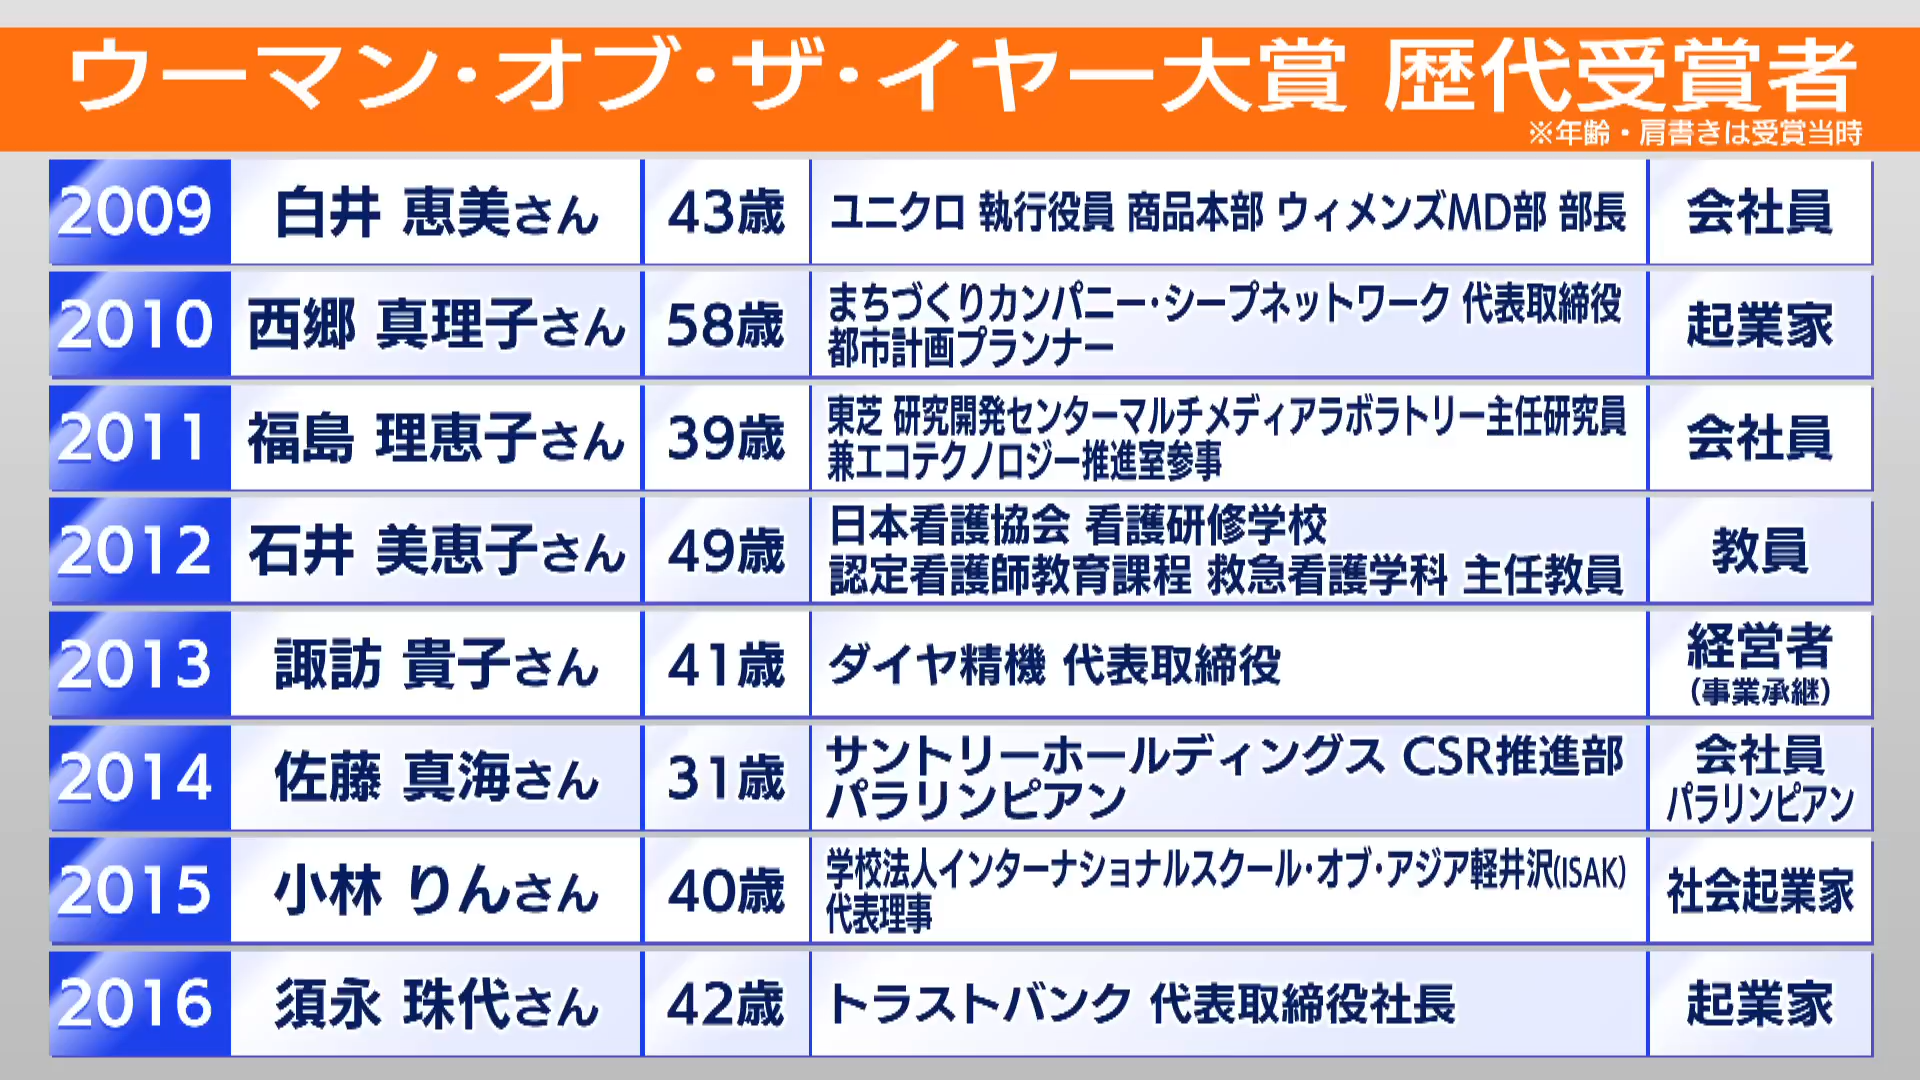 ウーマン・オブ・ザ・イヤー大賞 歴代受賞者
※年齢・肩書きは受賞当時
2009 白井 恵美さん 43歳 ユニクロ 執行役員 商品本部 ウィメンズMD部 部長 会社員
2010 西郷 真理子さん 58歳 まちづくりカンパニー・シープネットワーク 代表取締役
都市計画プランナー 起業家
2011 福島 理恵子さん 39歳 東芝 研究開発センターマルチメディアラボラトリー主任研究員
兼エコテクノロジー推進室参事 会社員
2012 石井 美恵子さん 49歳 日本看護協会 看護研修学校
認定看護師教育課程 救急看護学科 主任教員 教員
2013 諏訪 貴子さん 41歳 ダイヤ精機 代表取締役 経営者
（事業承継）
2014 佐藤 真海さん 31歳 サントリーホールディングス CSR推進部 会社員
パラリンピアン パラリンピアン
2015 小林 りんさん 40歳 学校法人インターナショナルスクール・オブ・アジア軽井沢(ISAK)
代表理事 社会起業家
2016 須永 珠代さん 42歳 トラストバンク 代表取締役社長 起業家